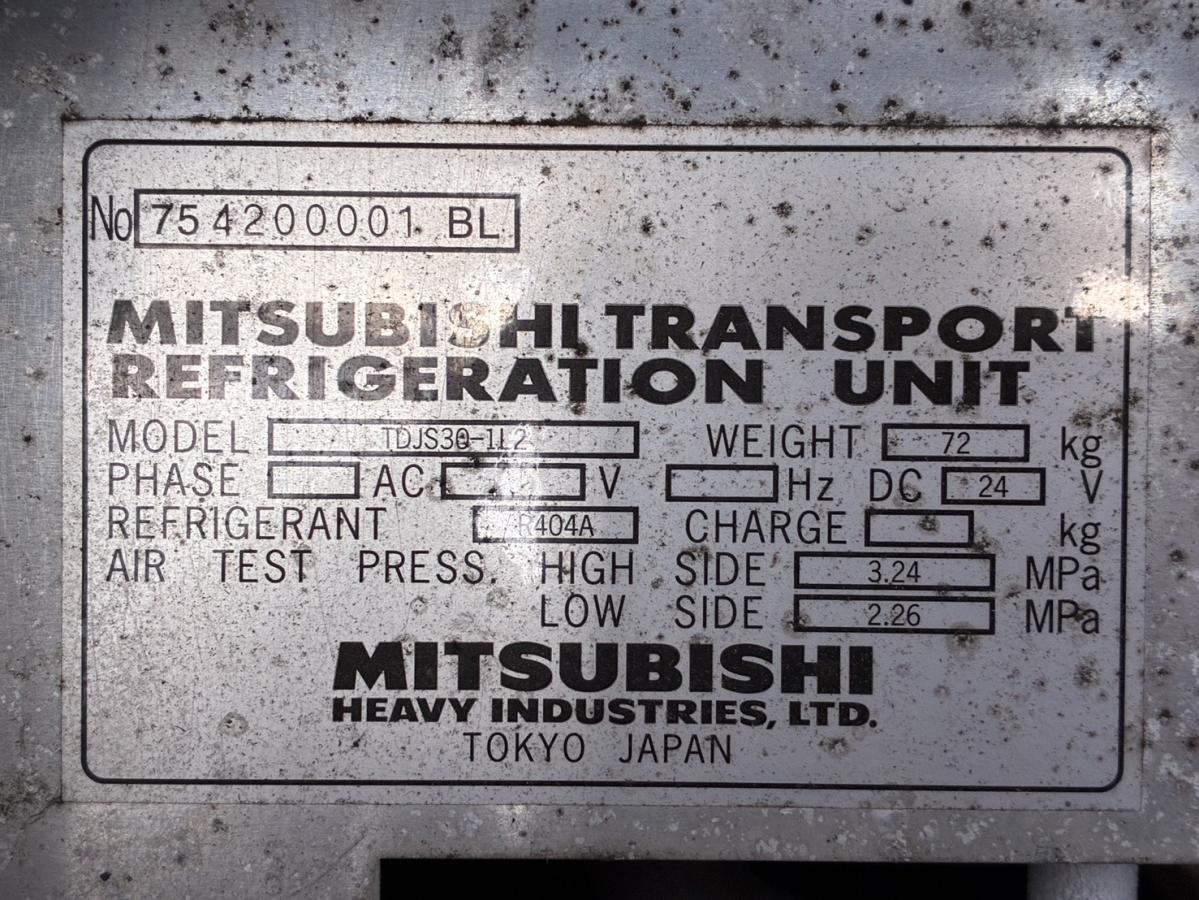 No 754200001 BL
MITSUBISHI TRANSPORT
REFRIGERATION UNIT
MODEL TDJS30-1L2 WEIGHT 72 kg
PHASE AC V Hz DC 24 V
REFRIGERANT R404A CHARGE kg
AIR TEST PRESS. HIGH SIDE 3.24 MPa
LOW SIDE 2.26 MPa
MITSUBISHI
HEAVY INDUSTRIES, LTD.
TOKYO JAPAN